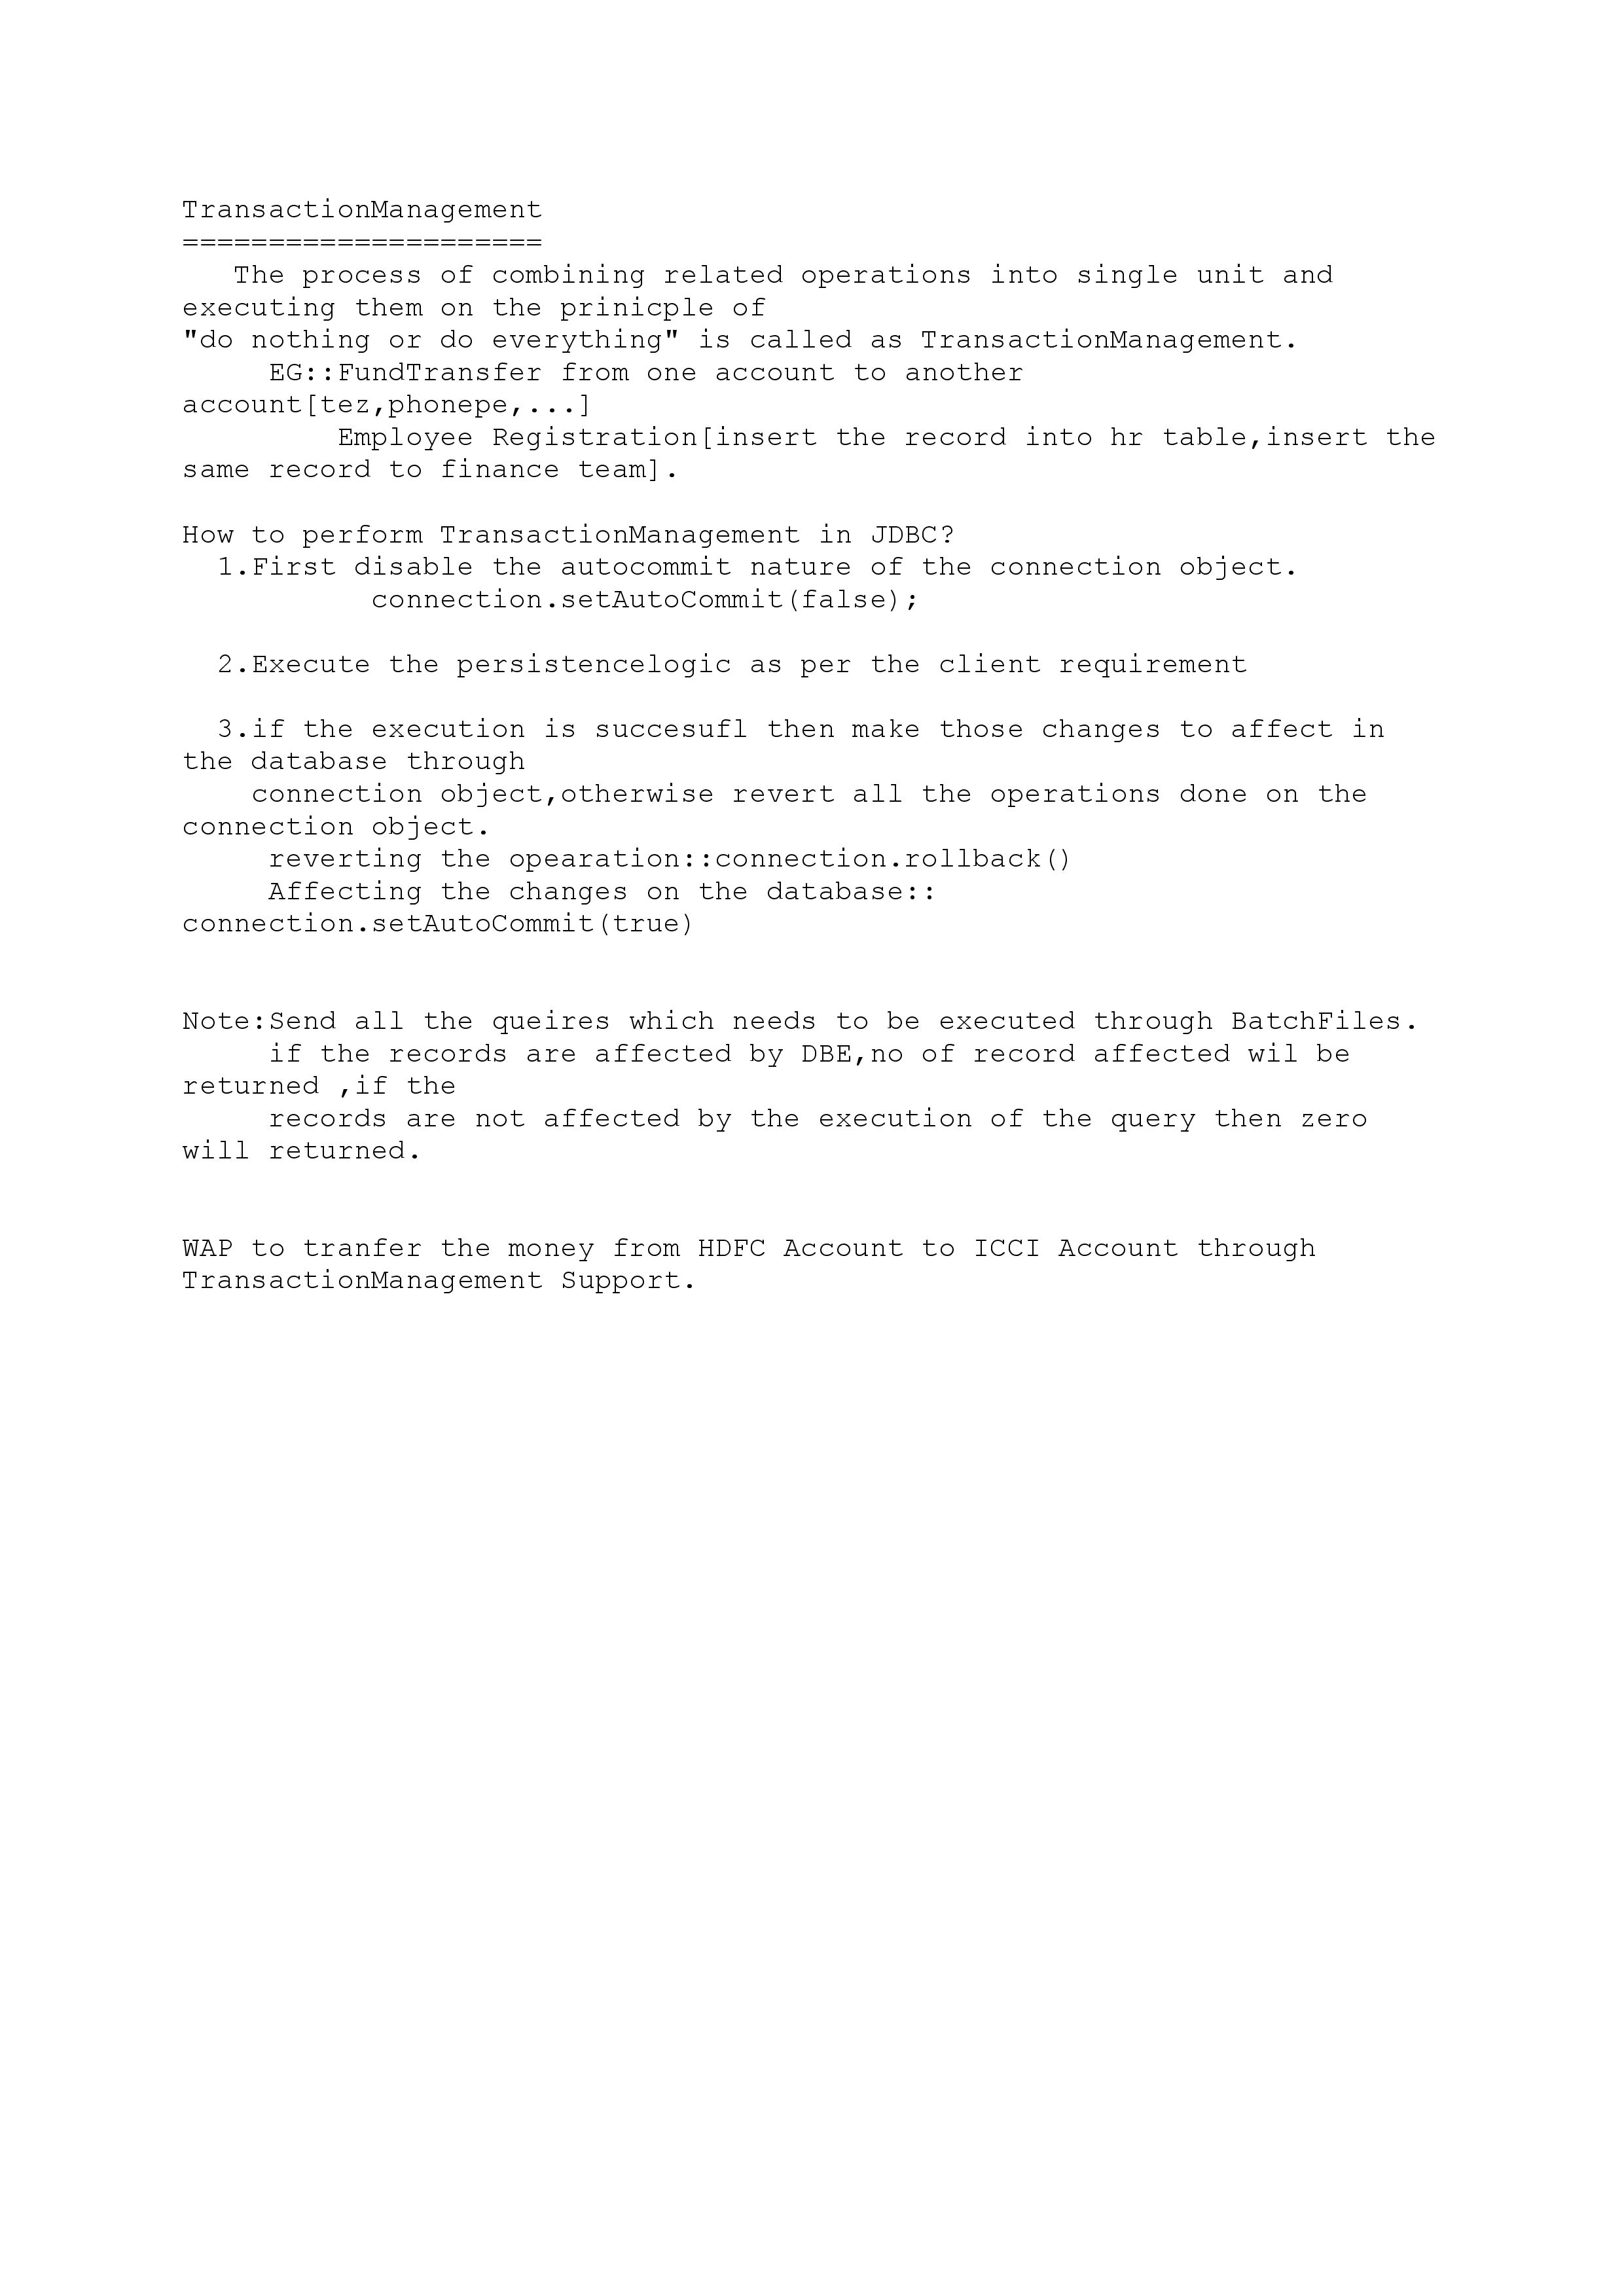 TransactionManagement
=====================
The process of combining related operations into single unit and
executing them on the prinicple of
"do nothing or do everything" is called as TransactionManagement.
EG::FundTransfer from one account to another
account[tez,phonepe,...]
Employee Registration[insert the record into hr table,insert the
same record to finance team].
How to perform TransactionManagement in JDBC?
1.First disable the autocommit nature of the connection object.
connection.setAutoCommit(false);
2.Execute the persistencelogic as per the client requirement
3.if the execution is succesufl then make those changes to affect in
the database through
connection object,otherwise revert all the operations done on the
connection object.
reverting the opearation::connection.rollback()
Affecting the changes on the database::
connection.setAutoCommit(true)
Note:Send all the queires which needs to be executed through BatchFiles.
if the records are affected by DBE,no of record affected wil be
returned ,if the
records are not affected by the execution of the query then zero
will returned.
WAP to tranfer the money from HDFC Account to ICCI Account through
TransactionManagement Support.